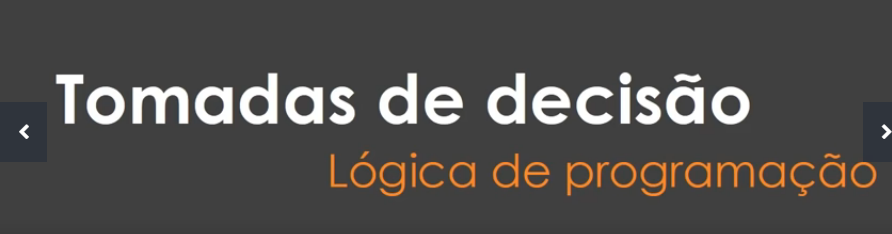 Tomadas de decisão
Lógica de programação